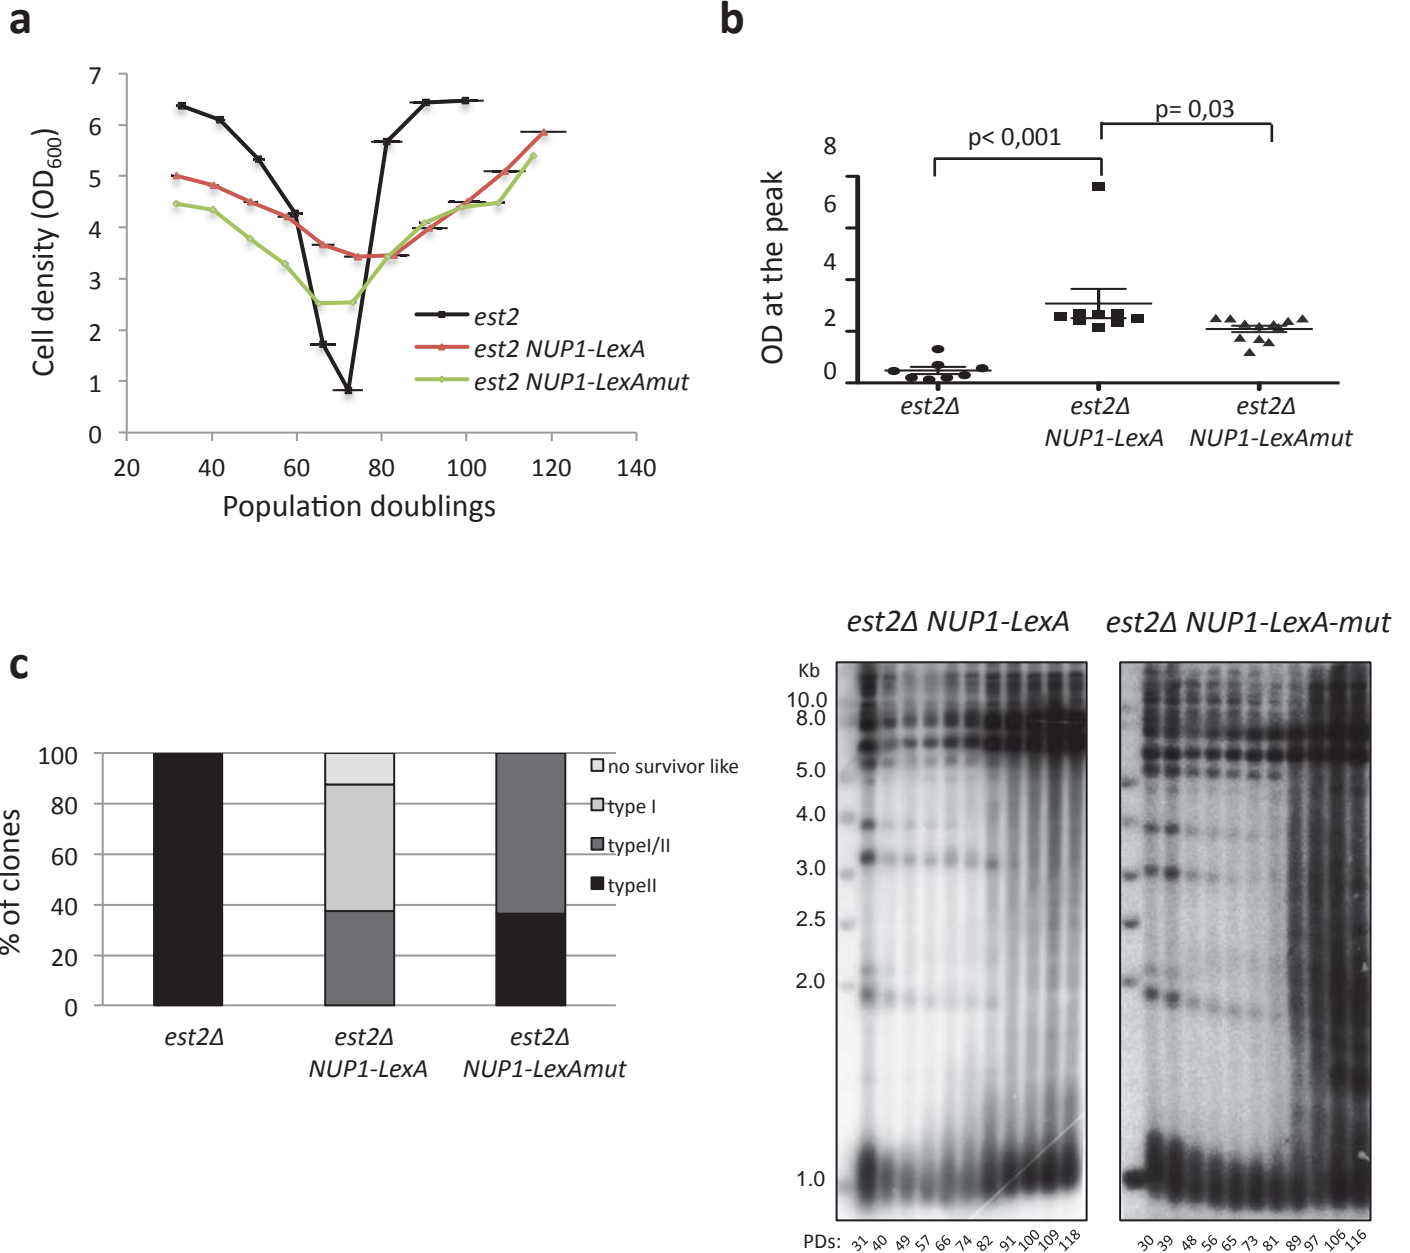 a
b
7
6
5
4
3
2
1
0
Cell density (OD600)
20 40 60 80 100 120 140
Population doublings
est2
est2 NUP1-LexA
est2 NUP1-LexAmut
p< 0,001
p= 0,03
8
6
4
2
0
OD at the peak
est2Δ
est2Δ
NUP1-LexA
est2Δ
NUP1-LexAmut
c
100
80
60
40
20
0
% of clones
no survivor like
type I
typeI/II
typeII
est2Δ
est2Δ
NUP1-LexA
est2Δ
NUP1-LexAmut
est2Δ NUP1-LexA
est2Δ NUP1-LexA-mut
Kb
10.0
8.0
5.0
4.0
3.0
2.5
2.0
1.0
PDs: 31 40 49 57 66 74 82 91 100 109 118
30 39 48 56 65 73 81 89 97 106 116